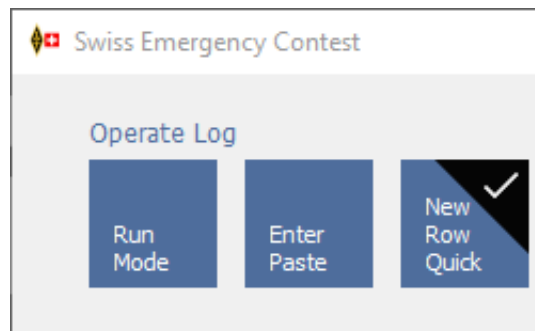 Swiss Emergency Contest
Operate Log
Run
Mode
Enter
Paste
New
Row
Quick